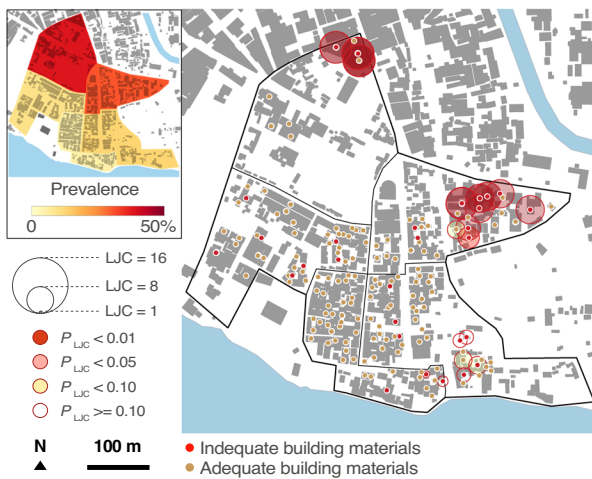 Prevalence
0 50%
LJC = 16
LJC = 8
LJC = 1
P LJC < 0.01
P LJC < 0.05
P LJC < 0.10
P LJC >= 0.10
N 100 m
Indequate building materials
Adequate building materials